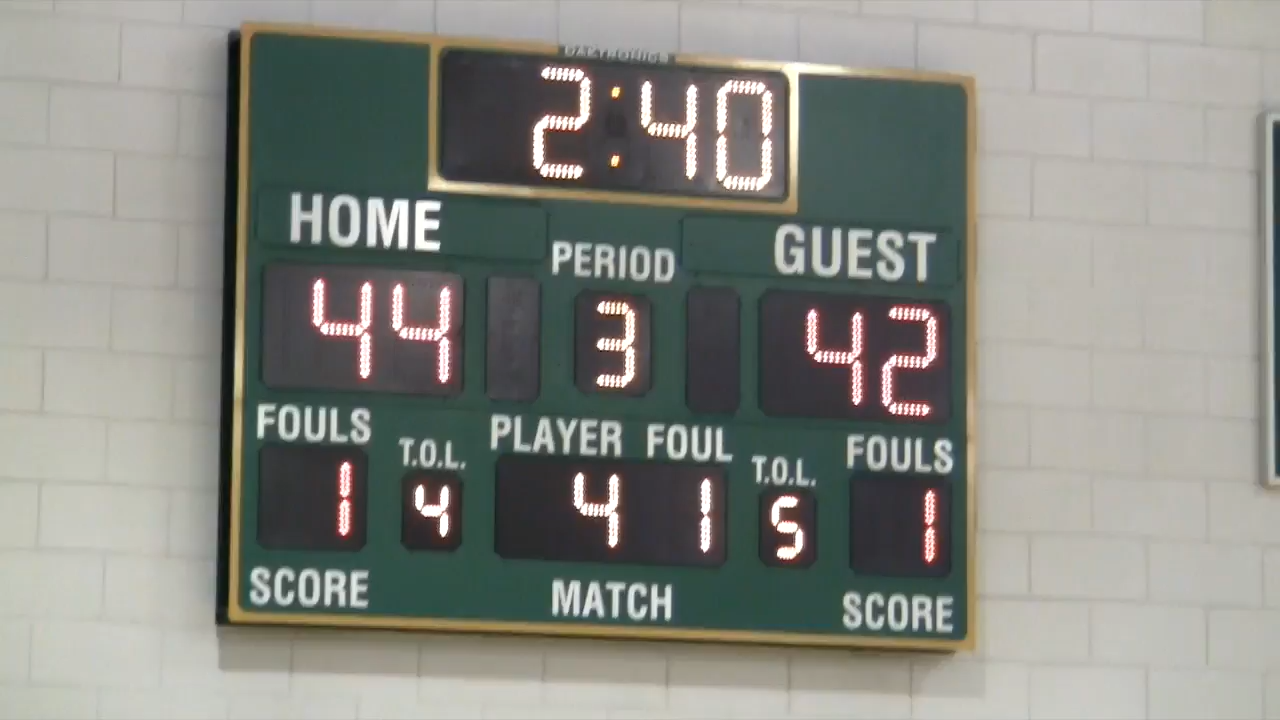 DAKTRONICS
2:40
HOME
PERIOD
GUEST
44
3
42
FOULS
T.O.L.
PLAYER FOUL
T.O.L.
FOULS
1
4
4 1
5
1
SCORE
MATCH
SCORE